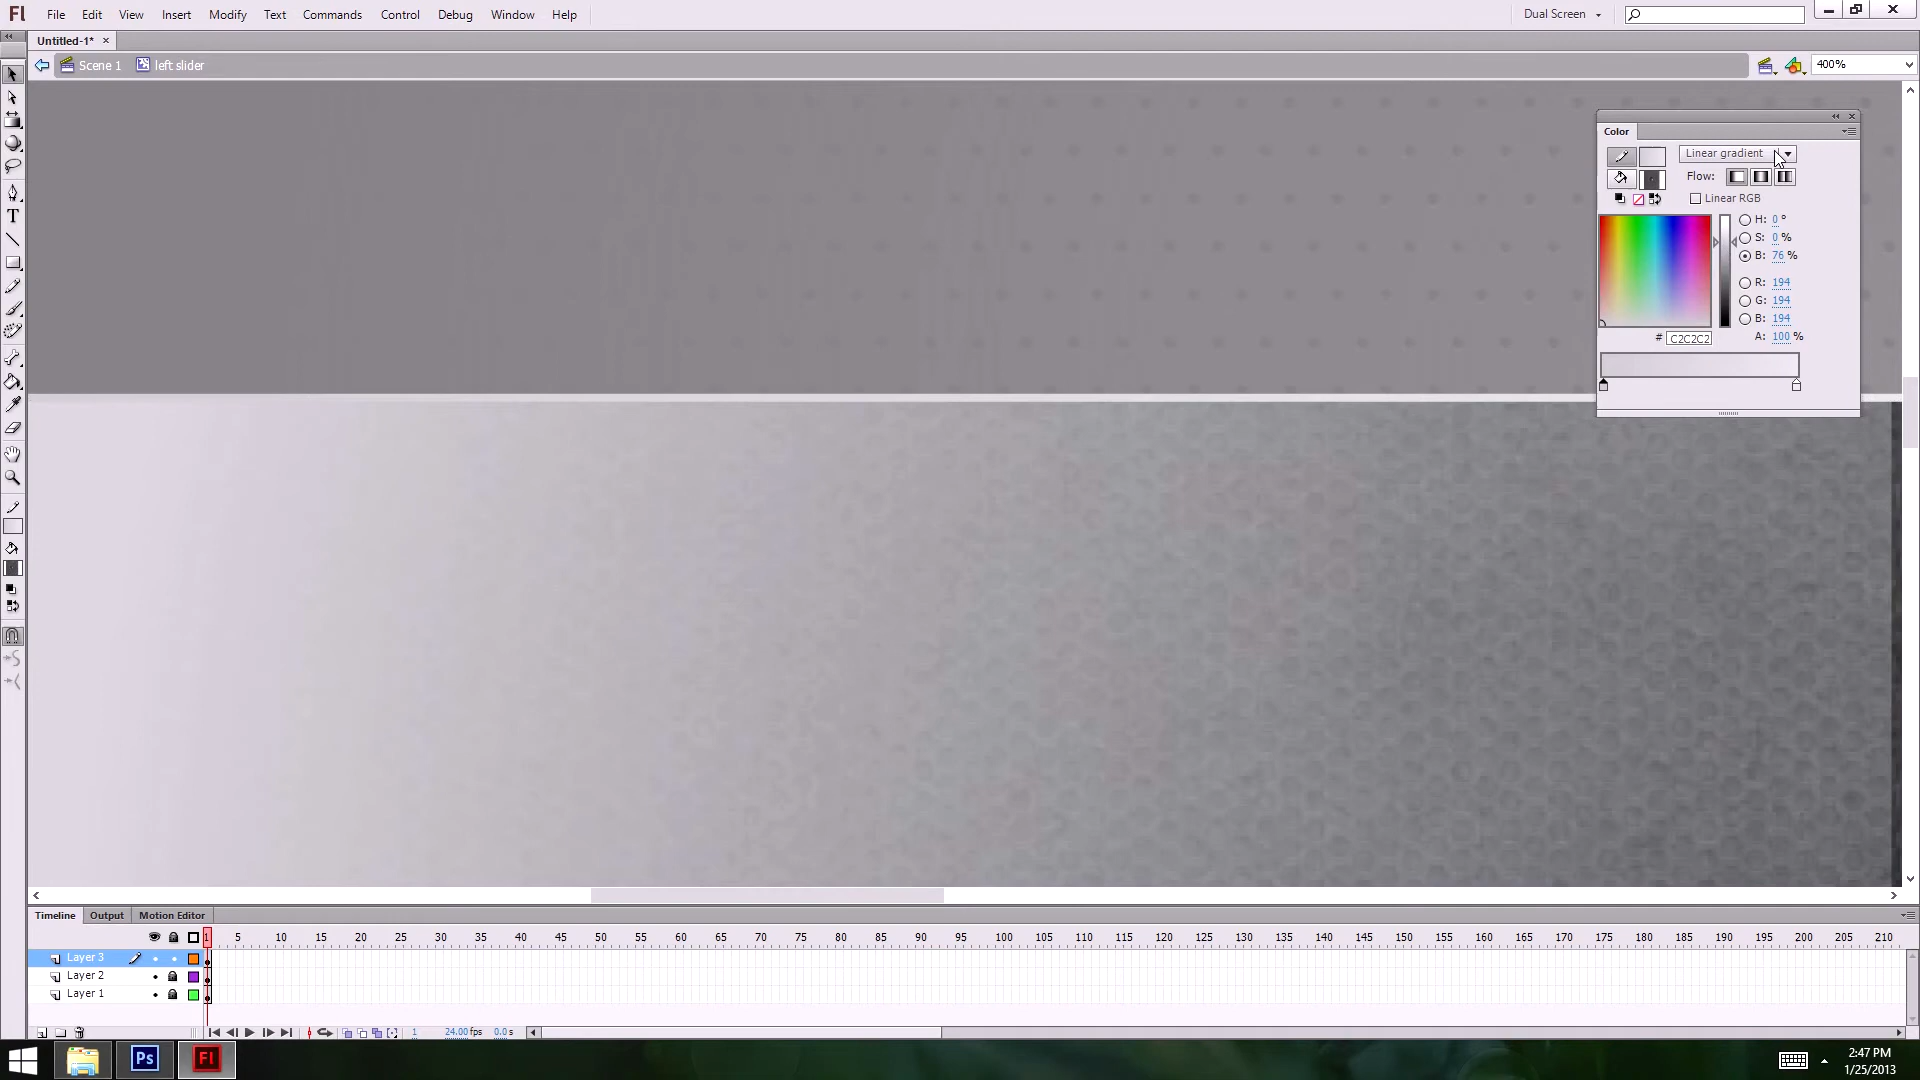 Fl File Edit View Insert Modify Text Commands Control Debug Window Help Dual Screen
Untitled-1* ×
Scene 1 left slider 400%
Color
Linear gradient
Flow:
Linear RGB
H: 0 °
S: 0 %
B: 76 %
R: 194
G: 194
B: 194
# C2C2C2 A: 100 %
T
Timeline Output Motion Editor
1 5 10 15 20 25 30 35 40 45 50 55 60 65 70 75 80 85 90 95 100 105 110 115 120 125 130 135 140 145 150 155 160 165 170 175 180 185 190 195 200 205 210
Layer 3
Layer 2
Layer 1
1 24.00 fps 0.0 s
Ps Fl 2:47 PM
1/25/2013